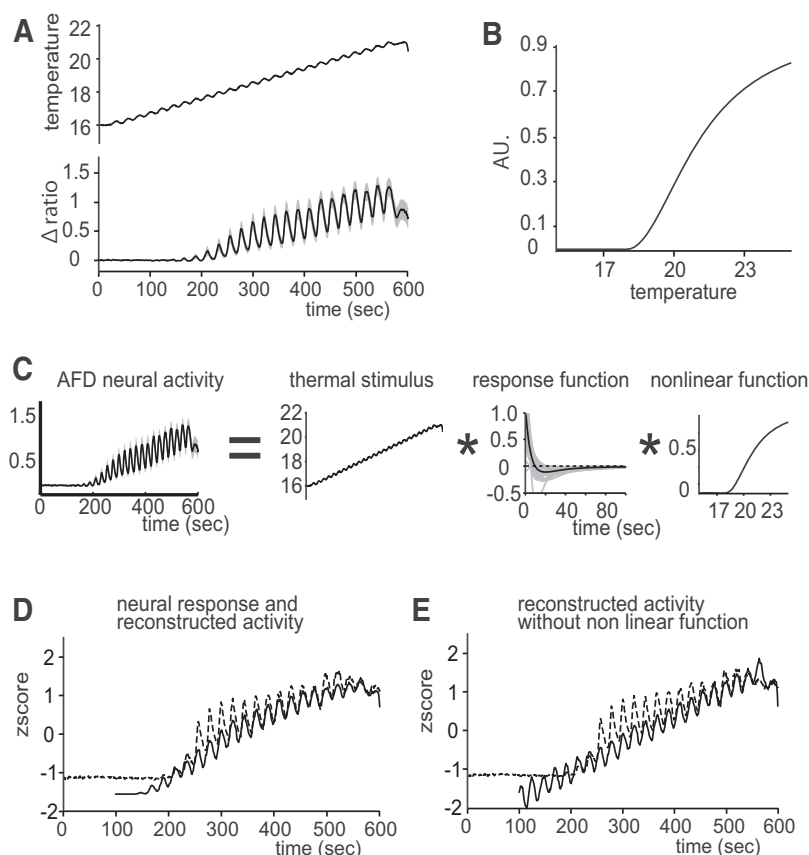 A
temperature
22
20
18
16
Δ ratio
1.5
1
0.5
0
0 100 200 300 400 500 600
time (sec)
B
AU.
0.9
0.7
0.5
0.3
0.1
0
17 20 23
temperature
C
AFD neural activity
1.5
0.5
0 200 400 600
time (sec)
=
thermal stimulus
22
20
18
16
*
response function
1.0
0.5
0
-0.5
0 40 80
time (sec)
*
nonlinear function
0.5
0
17 20 23
D
neural response and
reconstructed activity
zscore
2
1
0
-1
-2
0 100 200 300 400 500 600
time (sec)
E
reconstructed activity
without non linear function
zscore
2
1
0
-1
-2
0 100 200 300 400 500 600
time (sec)